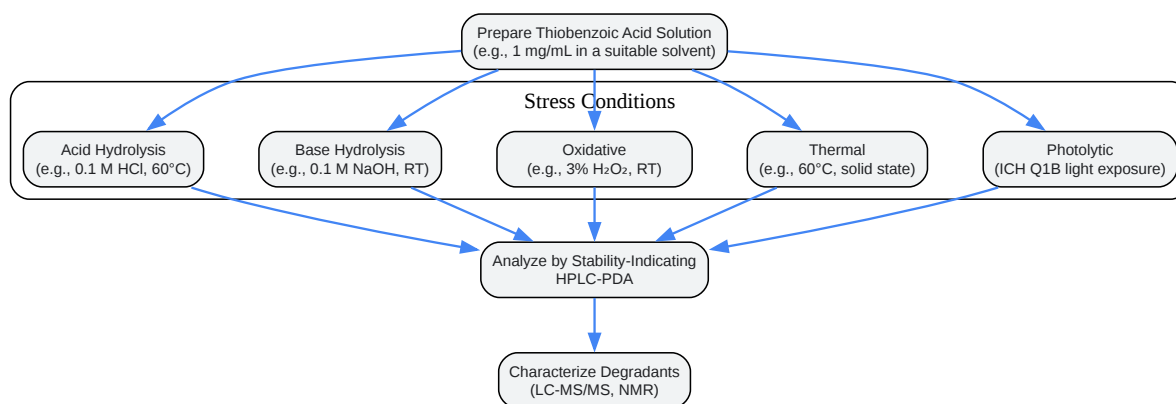 Prepare Thiobenzoic Acid Solution
(e.g., 1 mg/mL in a suitable solvent)
Stress Conditions
Acid Hydrolysis
(e.g., 0.1 M HCl, 60°C)
Base Hydrolysis
(e.g., 0.1 M NaOH, RT)
Oxidative
(e.g., 3% H₂O₂, RT)
Thermal
(e.g., 60°C, solid state)
Photolytic
(ICH Q1B light exposure)
Analyze by Stability-Indicating
HPLC-PDA
Characterize Degradants
(LC-MS/MS, NMR)